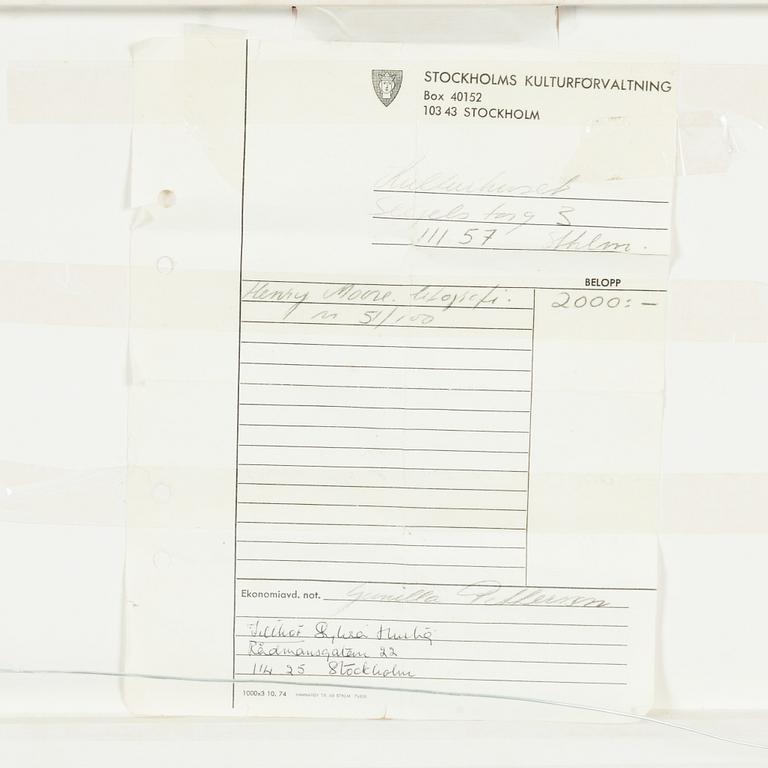 STOCKHOLMS KULTURFÖRVALTNING
Box 40152
103 43 STOCKHOLM
Kulturhuset
Sergels torg 3
111 57 Sthlm.
BELOPP
Henry Moore. litografi. 2000:-
nr 51/100
Ekonomiavd. not. Gunilla Pettersson
Rådmansgatan 22
114 25 Stockholm
1000x3 10. 74